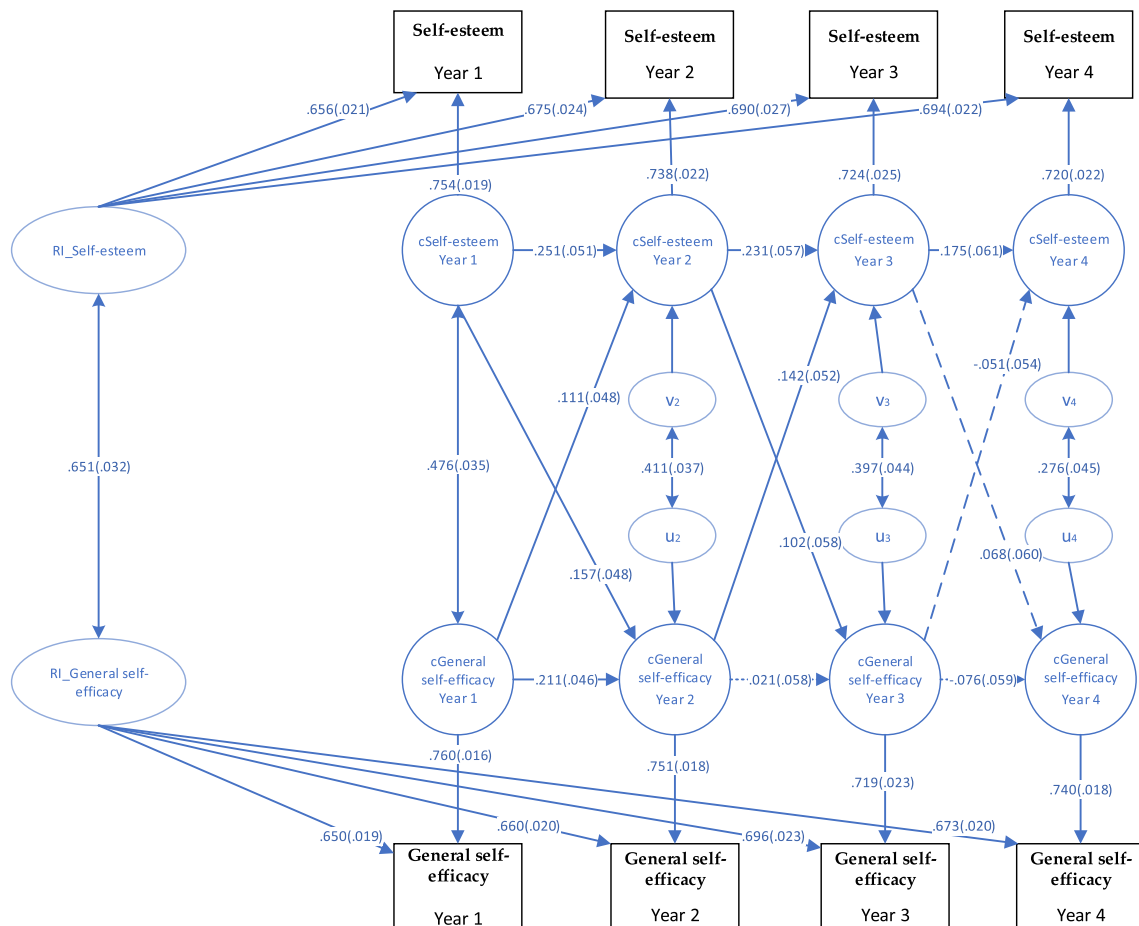 Self-esteem
Year 1
Self-esteem
Year 2
Self-esteem
Year 3
Self-esteem
Year 4
.656(.021)
.675(.024)
.690(.027)
.694(.022)
.754(.019)
.738(.022)
.724(.025)
.720(.022)
RI_Self-esteem
cSelf-esteem
Year 1
.251(.051)
cSelf-esteem
Year 2
.231(.057)
cSelf-esteem
Year 3
.175(.061)
cSelf-esteem
Year 4
-.051(.054)
.142(.052)
.111(.048)
v2
v3
v4
.651(.032)
.476(.035)
.411(.037)
.397(.044)
.276(.045)
u2
u3
u4
.102(.058)
.068(.060)
.157(.048)
RI_General self-
efficacy
cGeneral
self-efficacy
Year 1
.211(.046)
cGeneral
self-efficacy
Year 2
.021(.058)
cGeneral
self-efficacy
Year 3
-.076(.059)
cGeneral
self-efficacy
Year 4
.760(.016)
.751(.018)
.719(.023)
.740(.018)
.650(.019)
.660(.020)
.696(.023)
.673(.020)
General self-
efficacy
Year 1
General self-
efficacy
Year 2
General self-
efficacy
Year 3
General self-
efficacy
Year 4